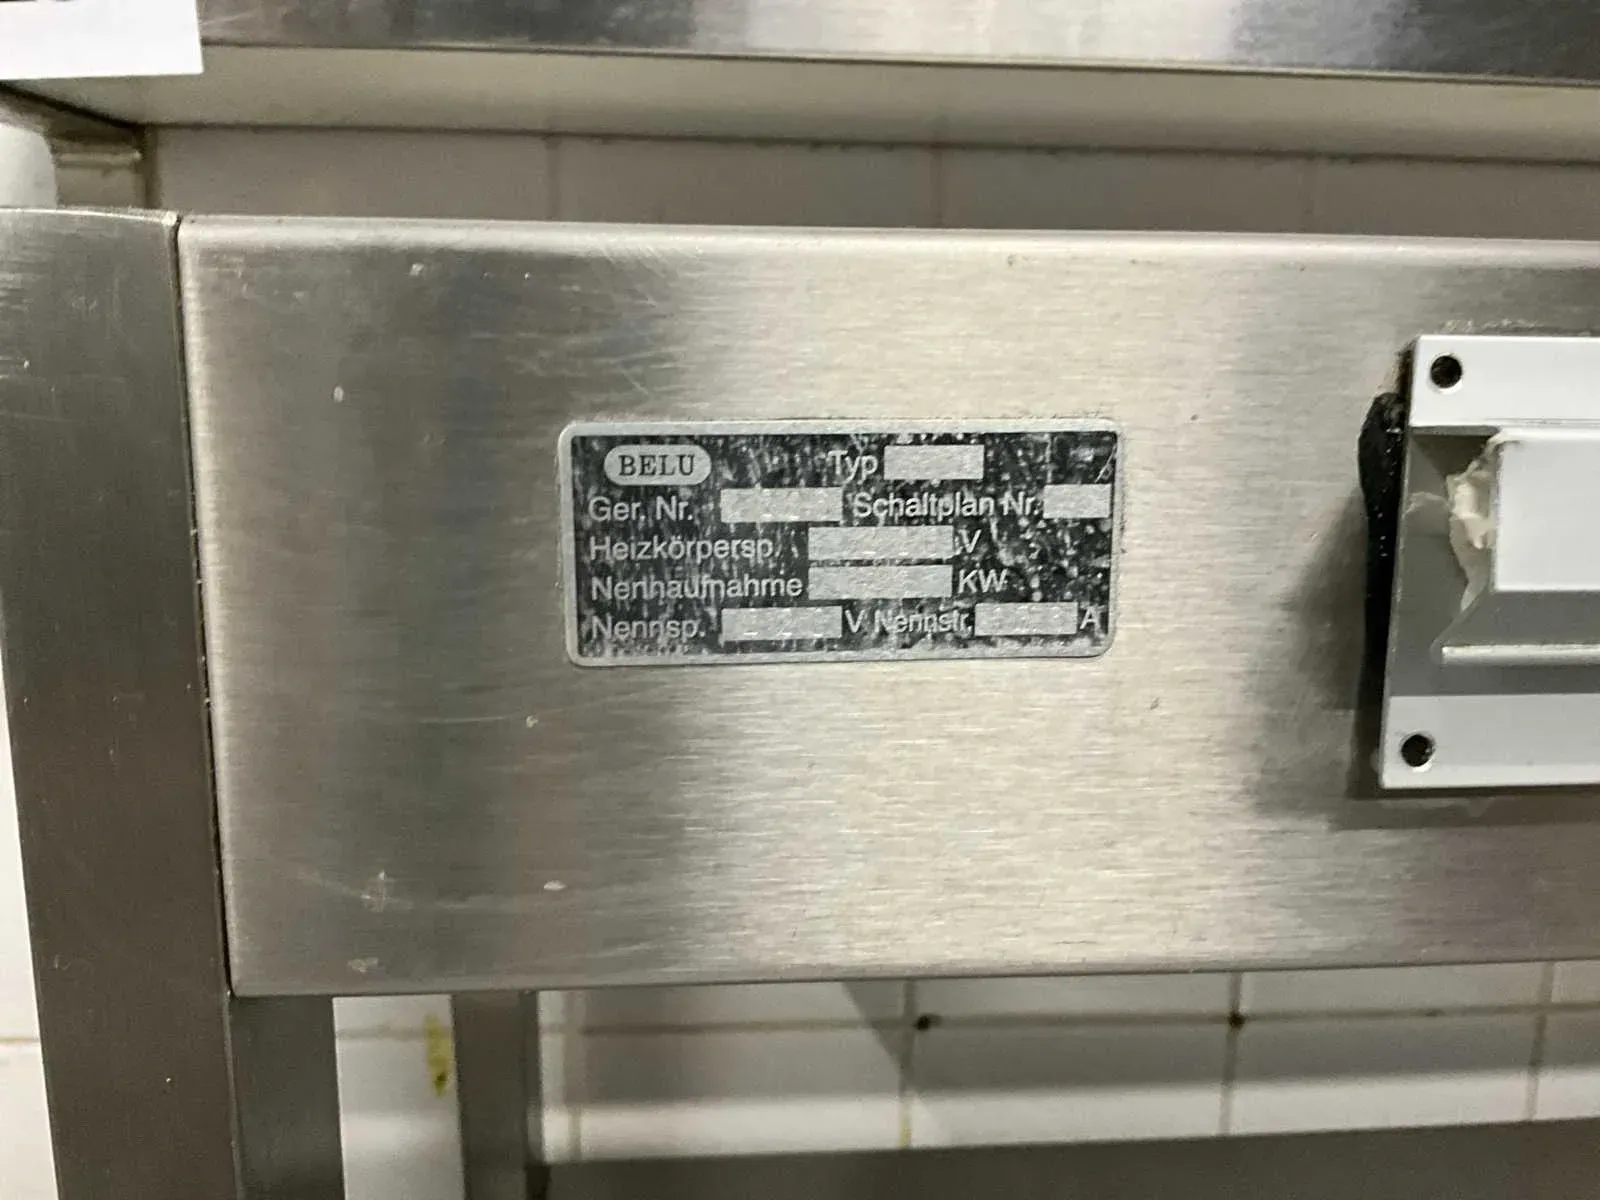 BELU Typ
Ger. Nr. Schaltplan Nr.
Heizkörpersp. V
Nennaufnahme KW
Nennsp. V Nennstr. A